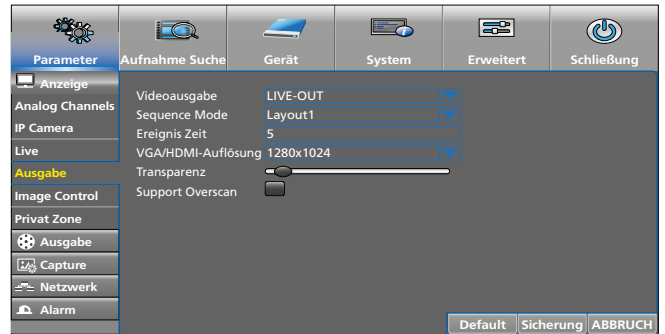 Parameter
Aufnahme Suche
Gerät
System
Erweitert
Schließung
Anzeige
Analog Channels
IP Camera
Live
Ausgabe
Image Control
Privat Zone
Ausgabe
Capture
Netzwerk
Alarm
Videoausgabe LIVE-OUT
Sequence Mode Layout1
Ereignis Zeit 5
VGA/HDMI-Auflösung 1280x1024
Transparenz
Support Overscan
Default Sicherung ABBRUCH